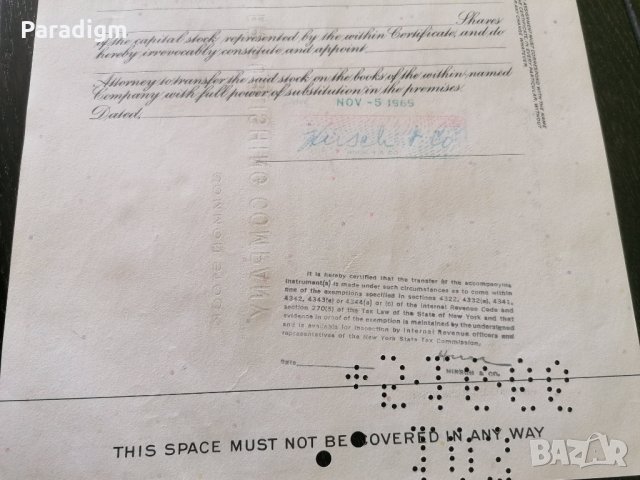 Paradigm
Shares
of the capital stock represented by the within Certificate, and do
hereby irrevocably constitute and appoint
Attorney to transfer the said stock on the books of the within named
Company with full power of substitution in the premises.
Dated,
NOV - 5 1965
Hirsch & Co
It is hereby certified that the transfer of the accompanying
instrument(s) is made under such circumstances as to come within
one of the exemptions specified in sections 4322, 4332(a), 4341,
4342, 4343(a) or 4344(a) or (c) of the Internal Revenue Code and
section 270(5) of the Tax Law of the State of New York and that
evidence in proof of the exemption is maintained by the undersigned
and is available for inspection by Internal Revenue officers and
representatives of the New York State Tax Commission.
DATE
HIRSCH & CO.
THIS SPACE MUST NOT BE COVERED IN ANY WAY
bazar